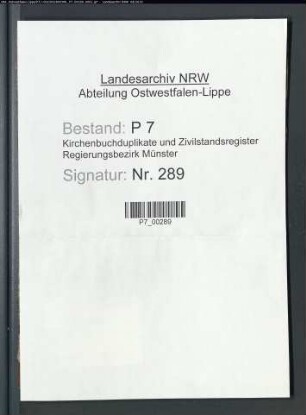 Landesarchiv NRW
Abteilung Ostwestfalen-Lippe
Bestand: P 7
Kirchenbuchduplikate und Zivilstandsregister
Regierungsbezirk Münster
Signatur: Nr. 289
P7_00289